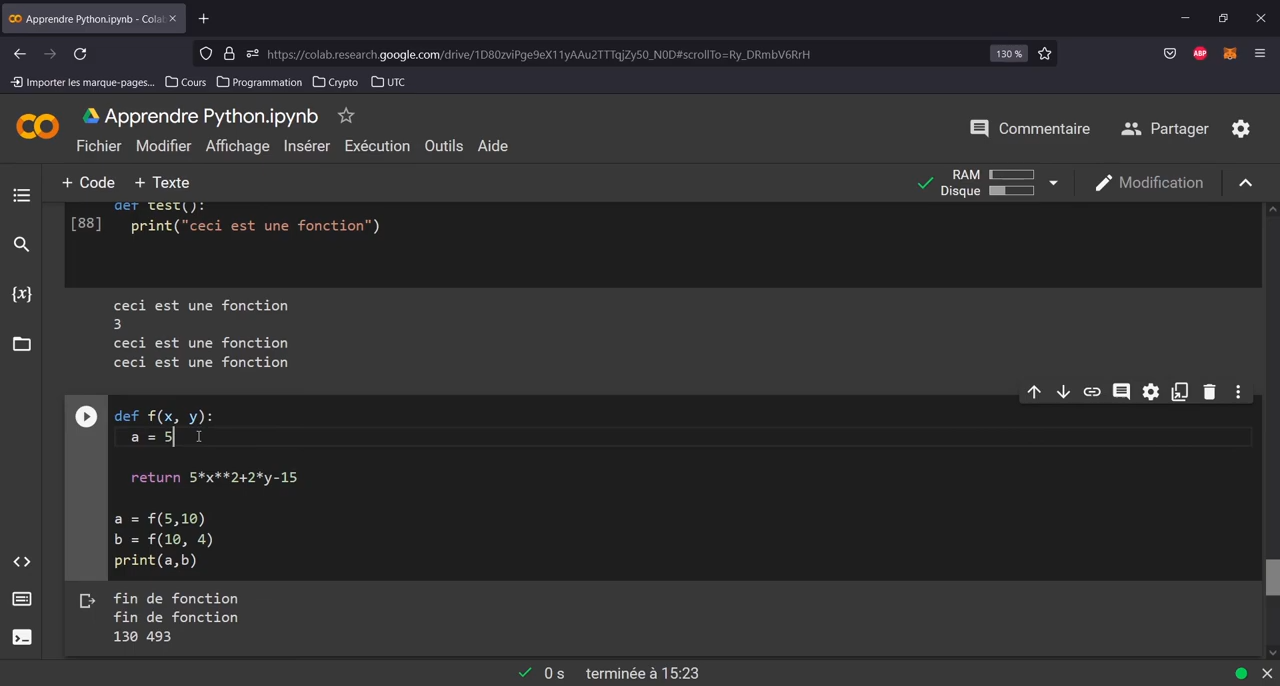 Apprendre Python.ipynb - Cola
https://colab.research.google.com/drive/1D80zviPge9eX11yAAu2TTTqjZy50_N0D#scrollTo=Ry_DRmbV6RrH
130 %
ABP
Importer les marque-pages...
Cours
Programmation
Crypto
UTC
Apprendre Python.ipynb
Commentaire
Partager
Fichier Modifier Affichage Insérer Exécution Outils Aide
+ Code + Texte
RAM
Disque
Modification
def test():
[88]
print("ceci est une fonction")
{x}
ceci est une fonction
3
ceci est une fonction
ceci est une fonction
def f(x, y):
a = 5
return 5*x**2+2*y-15
a = f(5,10)
b = f(10, 4)
print(a,b)
fin de fonction
fin de fonction
130 493
0 s terminée à 15:23